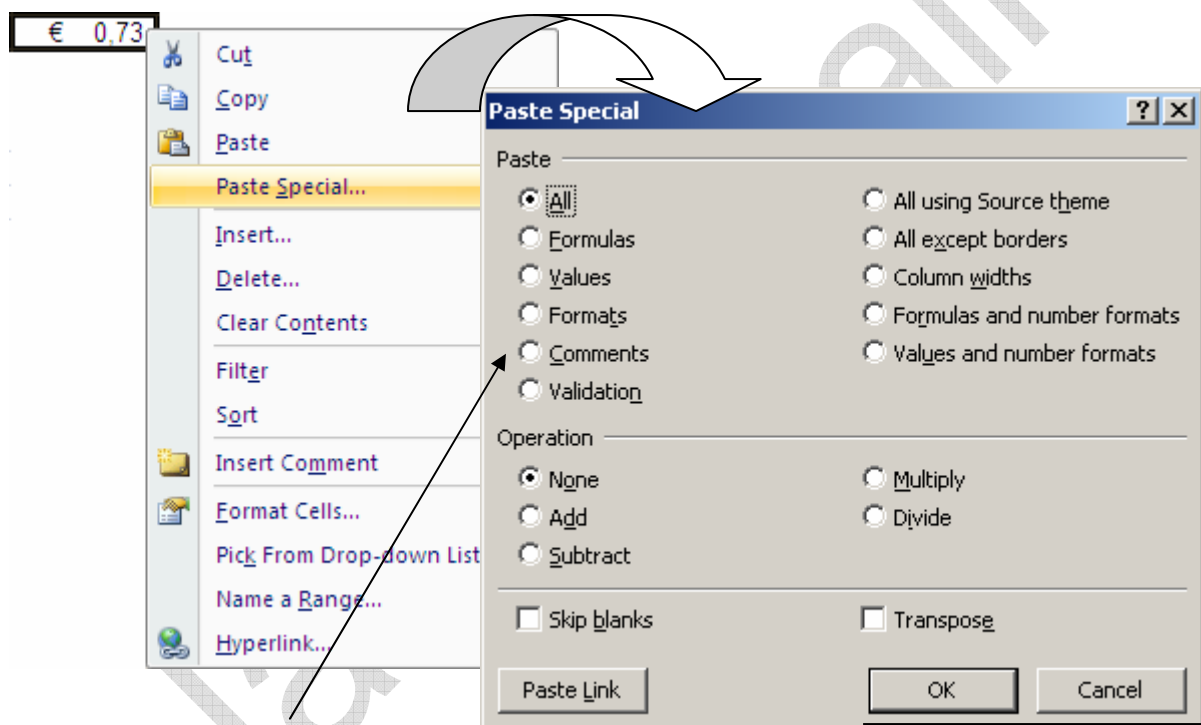 € 0,73
Cut
Copy
Paste
Paste Special...
Insert...
Delete...
Clear Contents
Filter
Sort
Insert Comment
Format Cells...
Pick From Drop-down List
Name a Range...
Hyperlink...
Paste Special
Paste
All
All using Source theme
Formulas
All except borders
Values
Column widths
Formats
Formulas and number formats
Comments
Values and number formats
Validation
Operation
None
Multiply
Add
Divide
Subtract
Skip blanks
Transpose
Paste Link
OK
Cancel